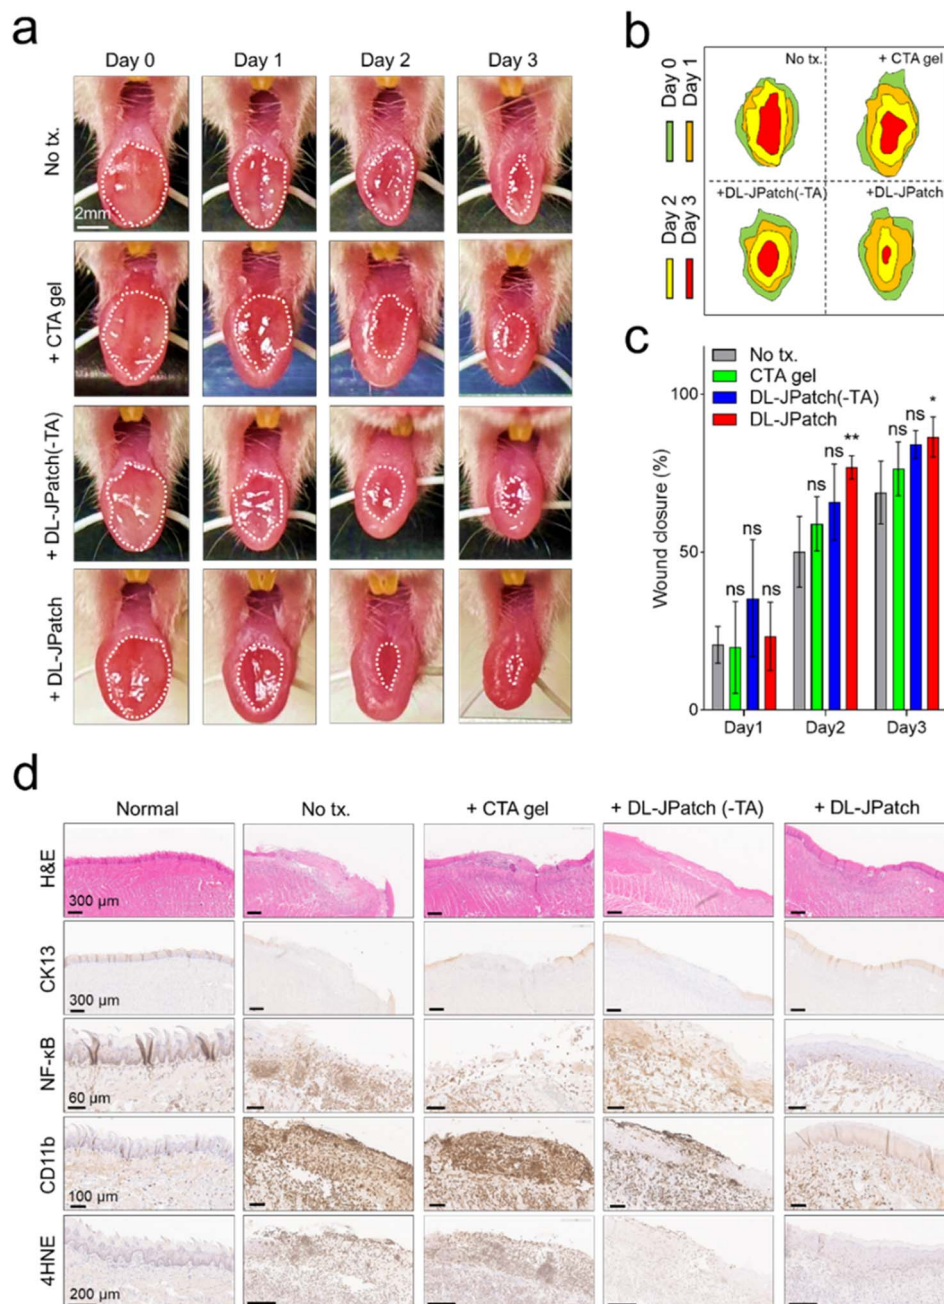 a
Day 0 Day 1 Day 2 Day 3
No tx.
2mm
+ CTA gel
+ DL-JPatch(-TA)
+ DL-JPatch
b
No tx. + CTA gel
+DL-JPatch(-TA) +DL-JPatch
Day 0
Day 1
Day 2
Day 3
c
No tx.
CTA gel
DL-JPatch(-TA)
DL-JPatch
Wound closure (%)
100
50
0
ns ns ns
ns ns **
ns ns *
Day1 Day2 Day3
d
Normal No tx. + CTA gel + DL-JPatch (-TA) + DL-JPatch
H&E
300 μm
CK13
300 μm
NF-κB
60 μm
CD11b
100 μm
4HNE
200 μm